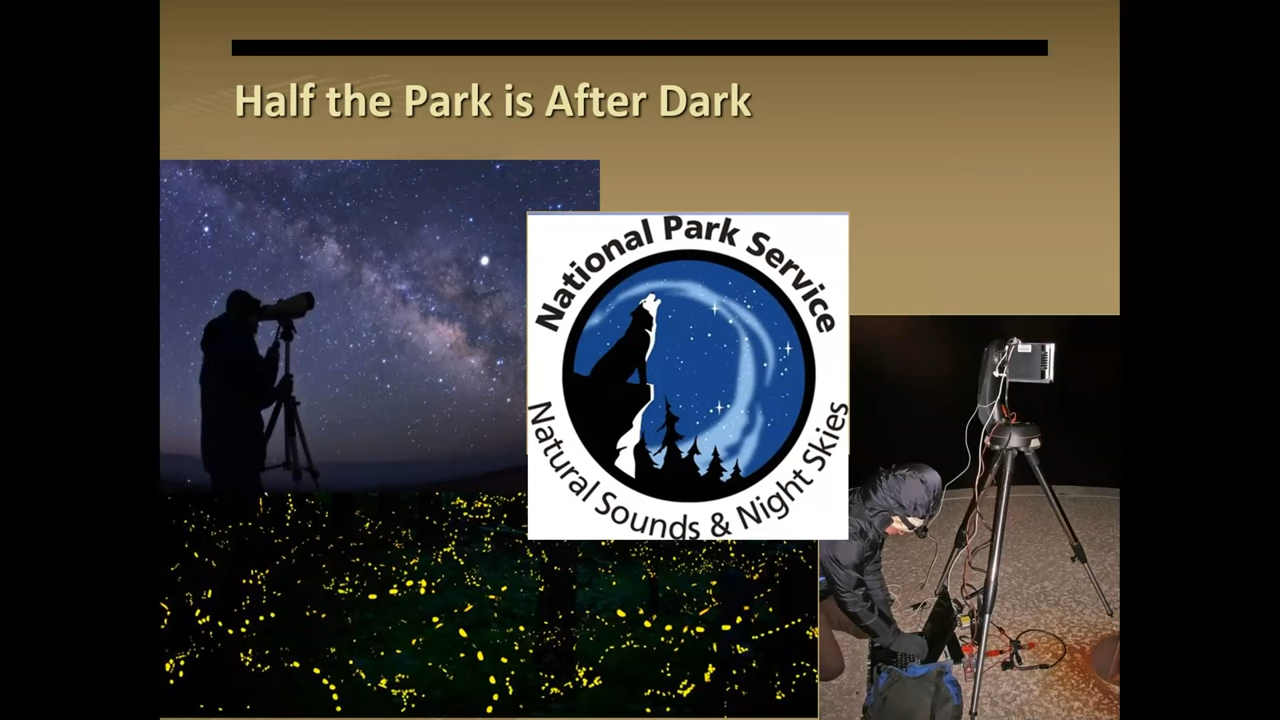 Half the Park is After Dark
National Park Service
Natural Sounds & Night Skies